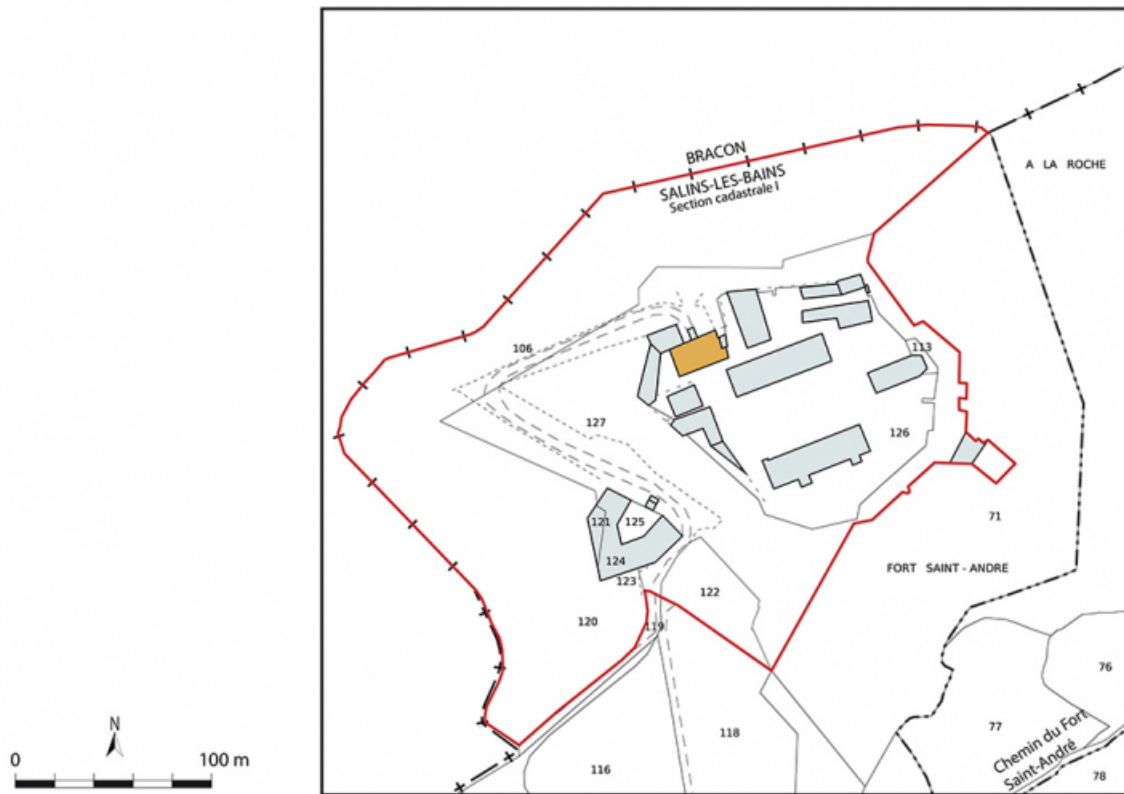 BRACON
SALINS-LES-BAINS
Section cadastrale I
A LA ROCHE
106
113
127
126
121
125
71
124
FORT SAINT - ANDRE
123
122
120
119
76
77
118
Chemin du Fort
Saint-André
116
78
N
0 100 m